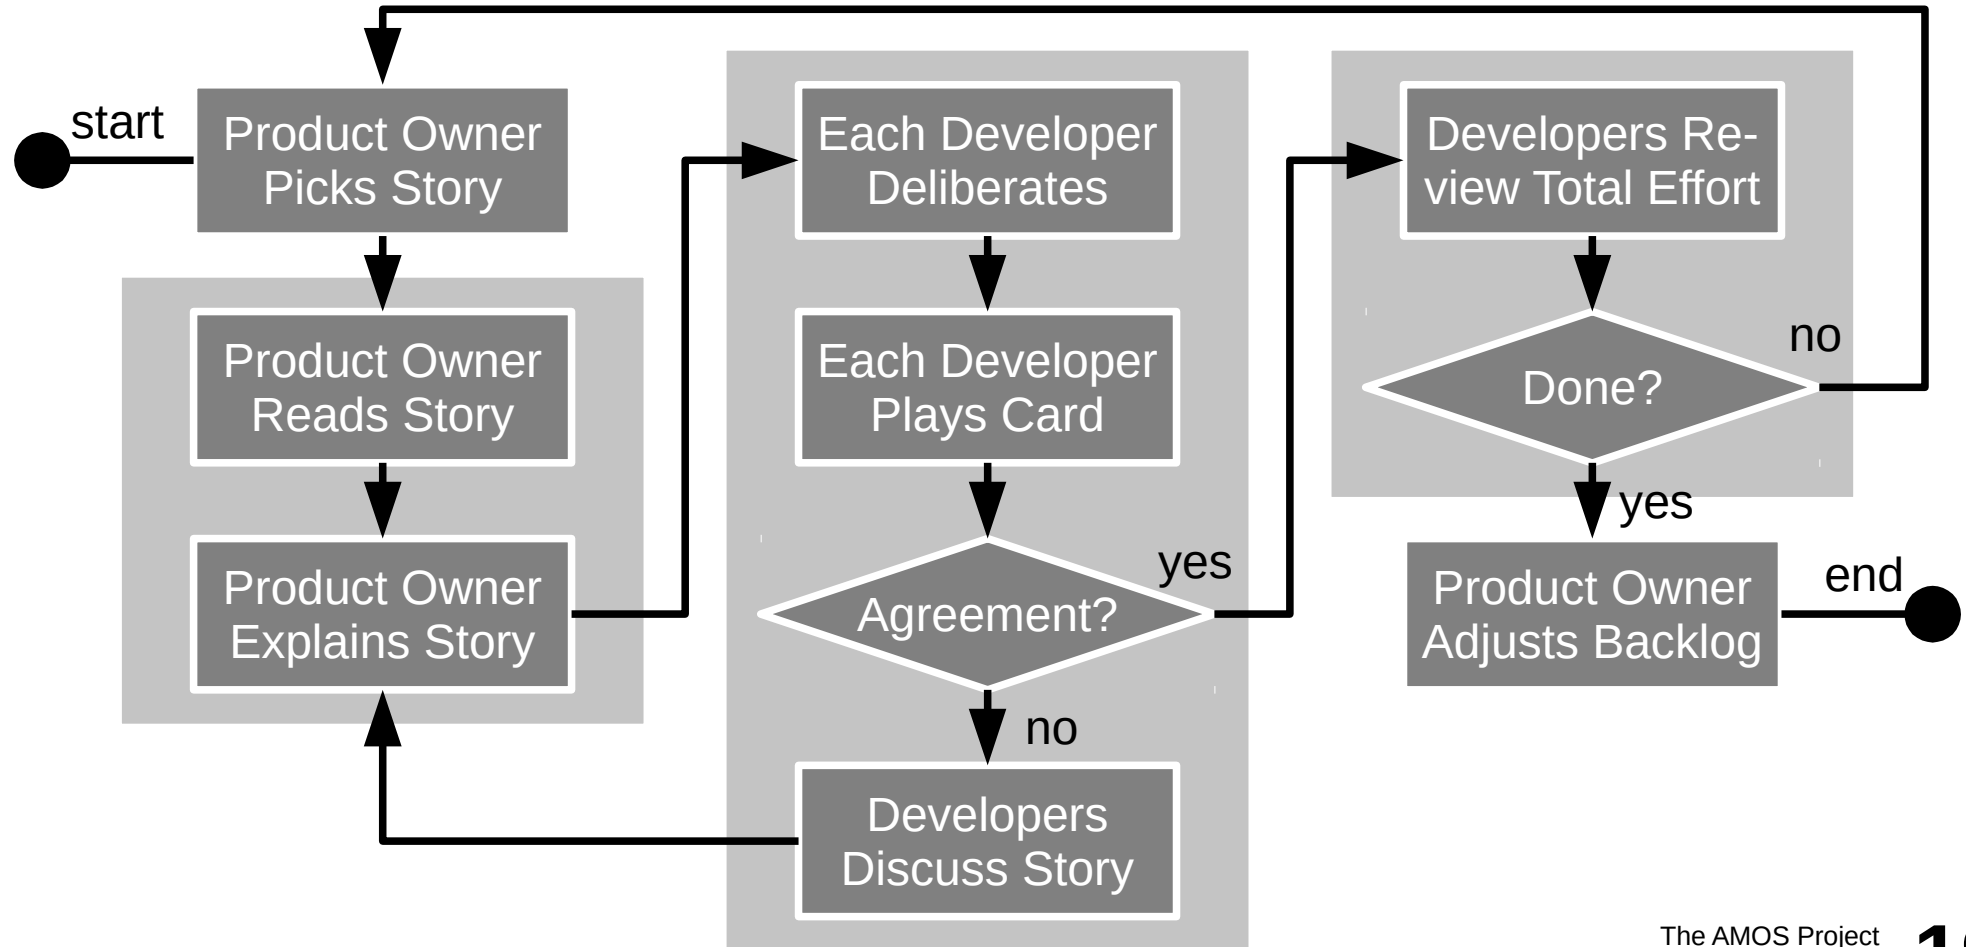 start
Product Owner
Picks Story
Product Owner
Reads Story
Product Owner
Explains Story
Each Developer
Deliberates
Each Developer
Plays Card
Agreement?
yes
no
Developers
Discuss Story
Developers Re-
view Total Effort
Done?
no
yes
Product Owner
Adjusts Backlog
end
The AMOS Project